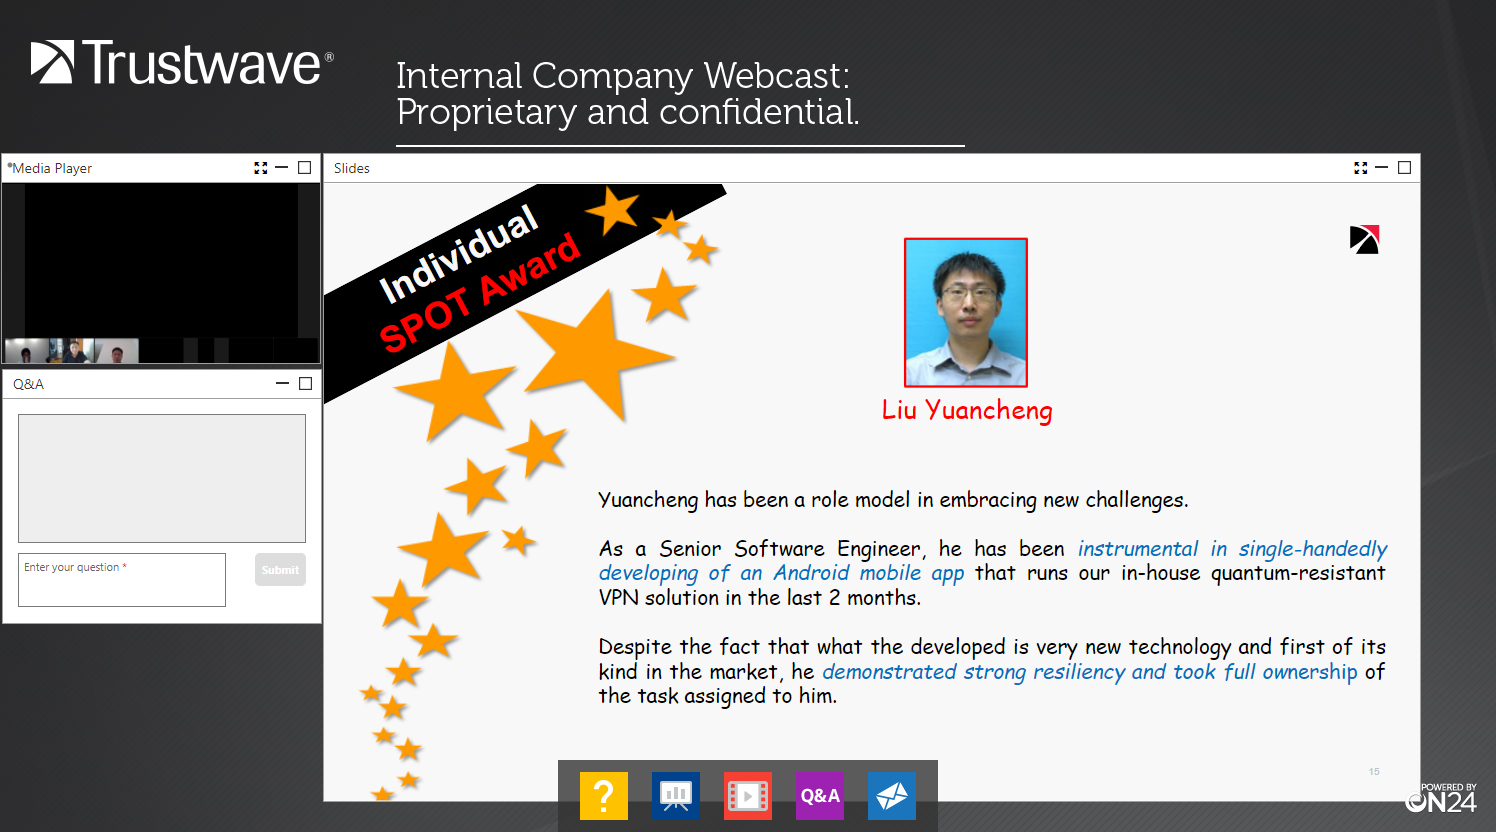 Trustwave®
Internal Company Webcast:
Proprietary and confidential.
Media Player
Slides
Individual
SPOT Award
Liu Yuancheng
Q&A
Enter your question *
Submit
Yuancheng has been a role model in embracing new challenges.
As a Senior Software Engineer, he has been instrumental in single-handedly
developing of an Android mobile app that runs our in-house quantum-resistant
VPN solution in the last 2 months.
Despite the fact that what the developed is very new technology and first of its
kind in the market, he demonstrated strong resiliency and took full ownership of
the task assigned to him.
15
?
Q&A
POWERED BY
ON24